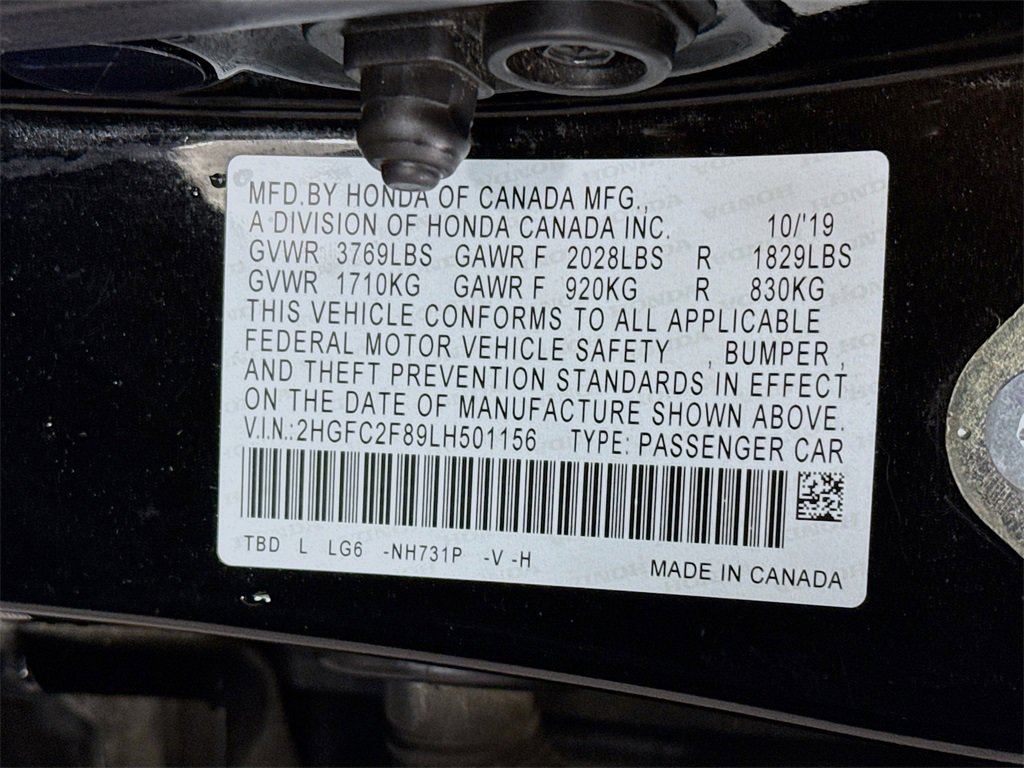 MFD.BY HONDA OF CANADA MFG.,
A DIVISION OF HONDA CANADA INC. 10/'19
GVWR 3769LBS GAWR F 2028LBS R 1829LBS
GVWR 1710KG GAWR F 920KG R 830KG
THIS VEHICLE CONFORMS TO ALL APPLICABLE
FEDERAL MOTOR VEHICLE SAFETY , BUMPER ,
AND THEFT PREVENTION STANDARDS IN EFFECT
ON THE DATE OF MANUFACTURE SHOWN ABOVE.
V.I.N.:2HGFC2F89LH501156 TYPE: PASSENGER CAR
TBD L LG6 -NH731P -V -H
MADE IN CANADA